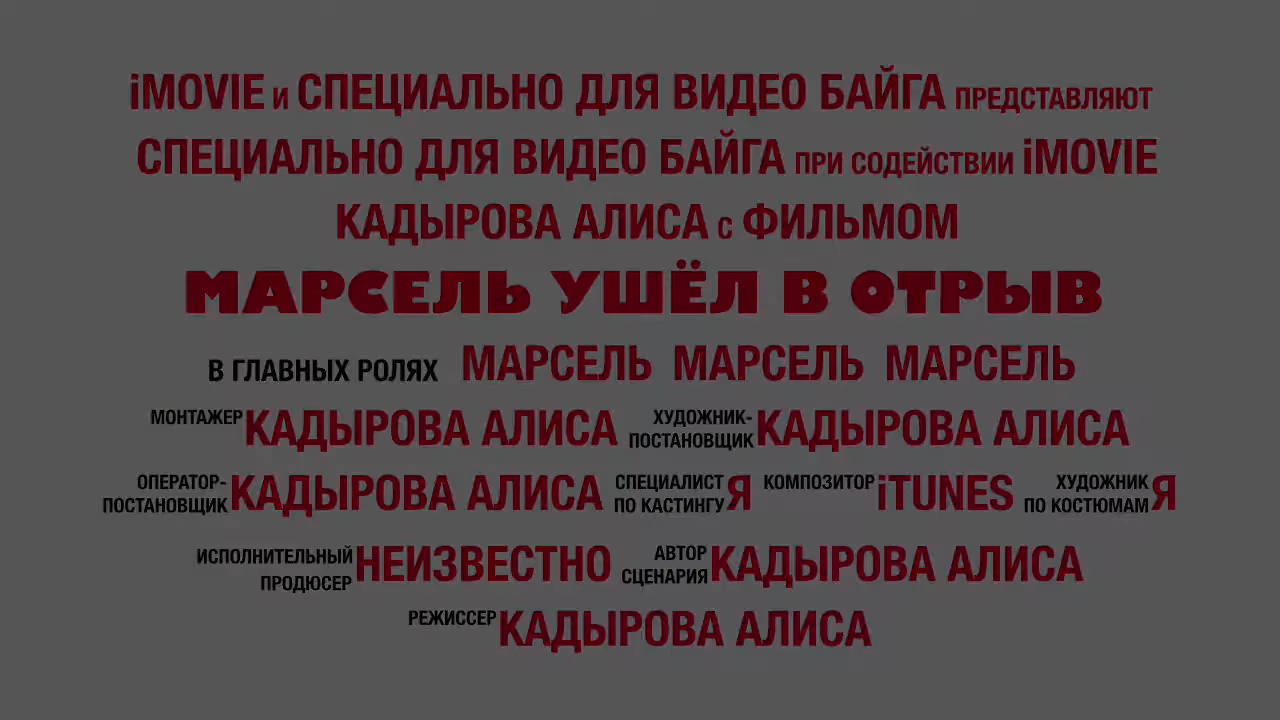 iMOVIE И СПЕЦИАЛЬНО ДЛЯ ВИДЕО БАЙГА ПРЕДСТАВЛЯЮТ
СПЕЦИАЛЬНО ДЛЯ ВИДЕО БАЙГА ПРИ СОДЕЙСТВИИ iMOVIE
КАДЫРОВА АЛИСА С ФИЛЬМОМ
МАРСЕЛЬ УШЁЛ В ОТРЫВ
В ГЛАВНЫХ РОЛЯХ МАРСЕЛЬ МАРСЕЛЬ МАРСЕЛЬ
МОНТАЖЕР КАДЫРОВА АЛИСА ХУДОЖНИК-ПОСТАНОВЩИК КАДЫРОВА АЛИСА
ОПЕРАТОР-ПОСТАНОВЩИК КАДЫРОВА АЛИСА СПЕЦИАЛИСТ ПО КАСТИНГУ Я КОМПОЗИТОР iTUNES ХУДОЖНИК ПО КОСТЮМАМ Я
ИСПОЛНИТЕЛЬНЫЙ ПРОДЮСЕР НЕИЗВЕСТНО АВТОР СЦЕНАРИЯ КАДЫРОВА АЛИСА
РЕЖИССЕР КАДЫРОВА АЛИСА